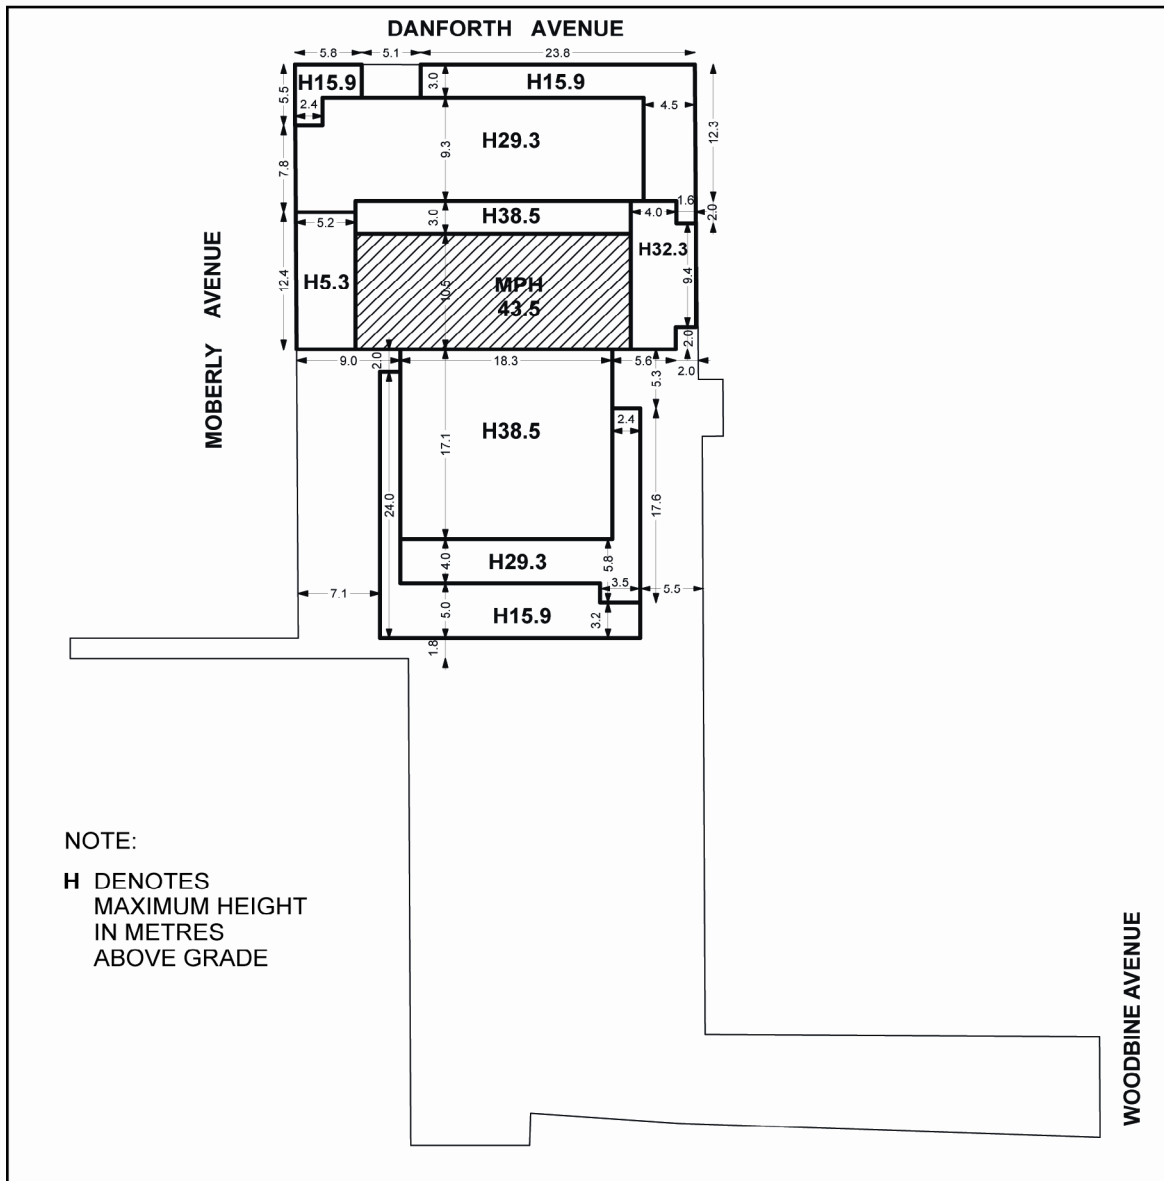 DANFORTH AVENUE
5.8 5.1 23.8
H15.9 3.0 H15.9
5.5 2.4 4.5
12.3
H29.3
9.3
7.8
1.6
3.0 H38.5 4.0 2.0
5.2
H32.3
MOBERLY AVENUE
12.4 H5.3 10.5 MPH 9.4
43.5
2.0
9.0 2.0 18.3 5.6 2.0
5.3
2.4
H38.5
17.1
24.0 17.6
4.0 H29.3 5.8
3.5 5.5
7.1
5.0 H15.9 3.2
1.8
NOTE:
H DENOTES
MAXIMUM HEIGHT
IN METRES
ABOVE GRADE
WOODBINE AVENUE